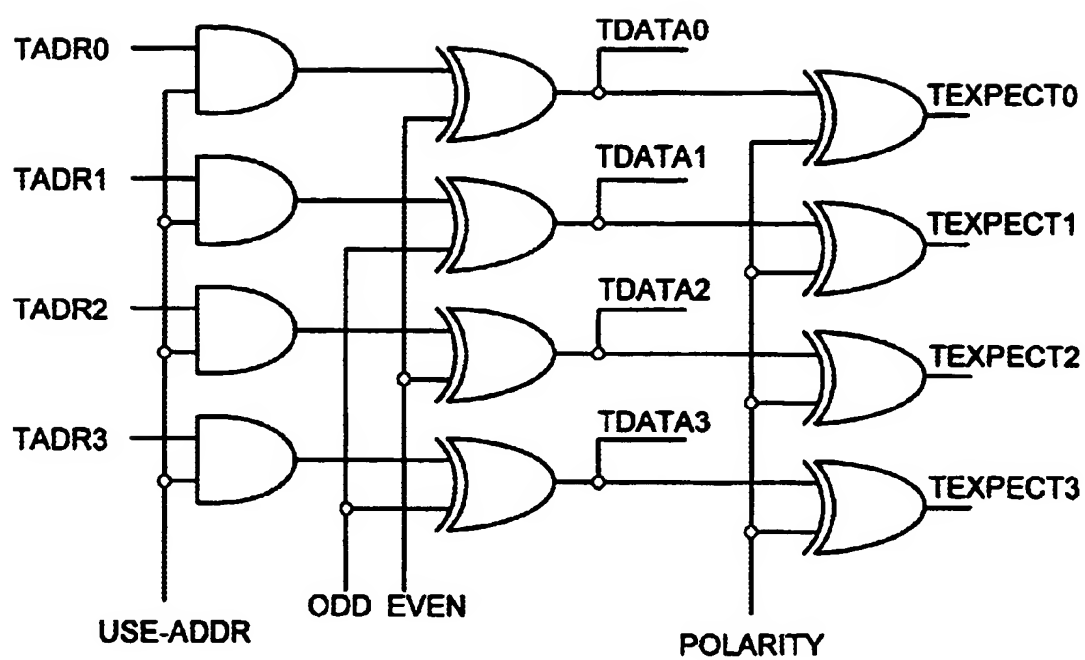 TADR0
TDATA0
TEXPECT0
TADR1
TDATA1
TEXPECT1
TADR2
TDATA2
TEXPECT2
TADR3
TDATA3
TEXPECT3
ODD EVEN
USE-ADDR
POLARITY